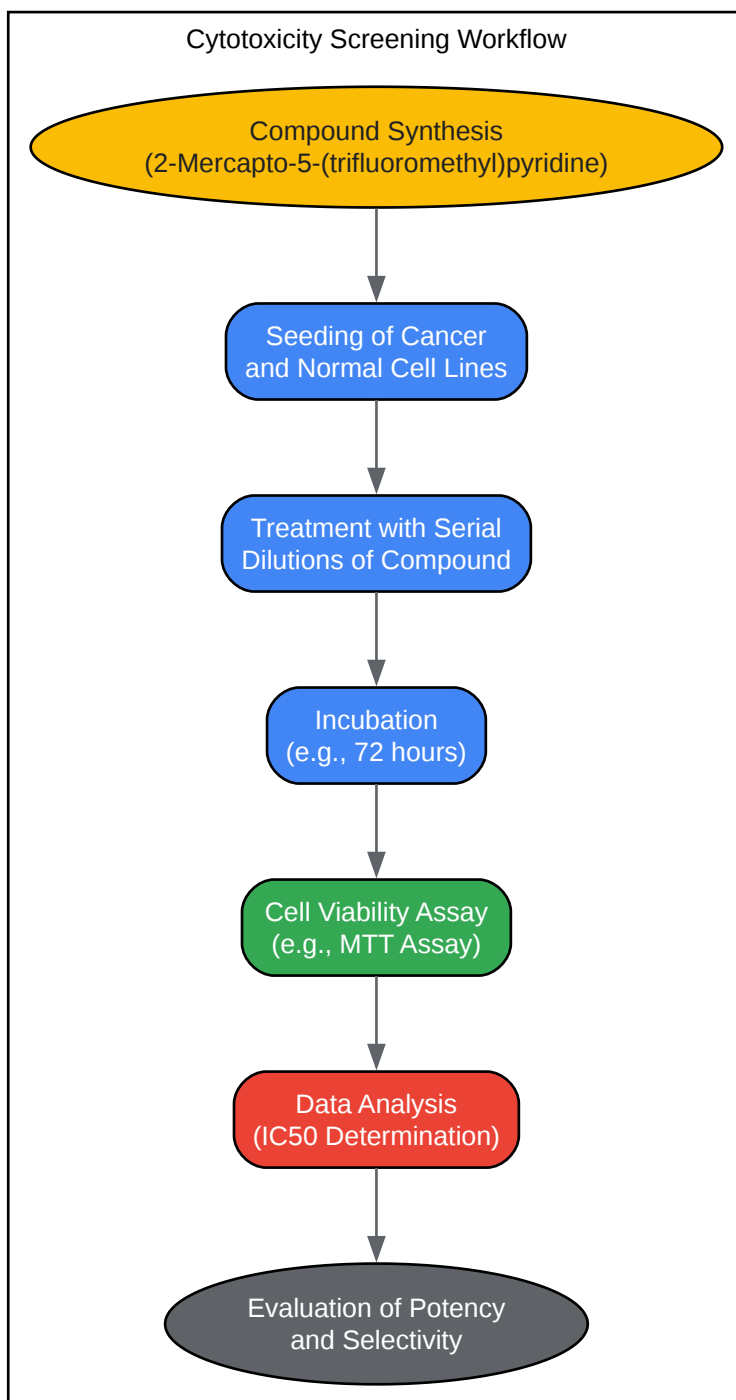 Cytotoxicity Screening Workflow
Compound Synthesis
(2-Mercapto-5-(trifluoromethyl)pyridine)
Seeding of Cancer
and Normal Cell Lines
Treatment with Serial
Dilutions of Compound
Incubation
(e.g., 72 hours)
Cell Viability Assay
(e.g., MTT Assay)
Data Analysis
(IC50 Determination)
Evaluation of Potency
and Selectivity